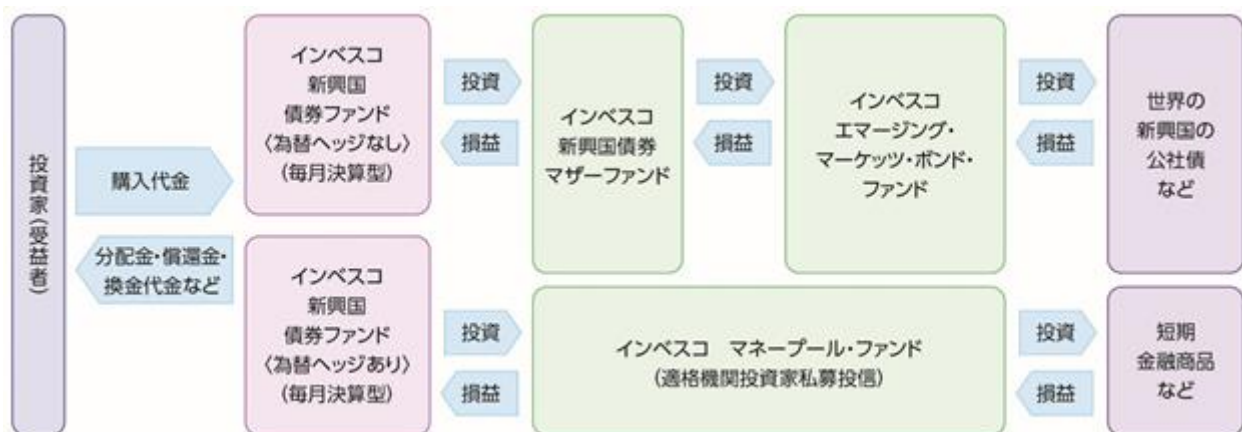 投資家(受益者)
購入代金
分配金・償還金・
換金代金など
インベスコ
新興国
債券ファンド
〈為替ヘッジなし〉
(毎月決算型)
投資
損益
インベスコ
新興国債券
マザーファンド
投資
損益
インベスコ
エマージング・
マーケッツ・ボンド・
ファンド
投資
損益
世界の
新興国の
公社債
など
インベスコ
新興国
債券ファンド
〈為替ヘッジあり〉
(毎月決算型)
投資
損益
インベスコ　マネープール・ファンド
(適格機関投資家私募投信)
投資
損益
短期
金融商品
など